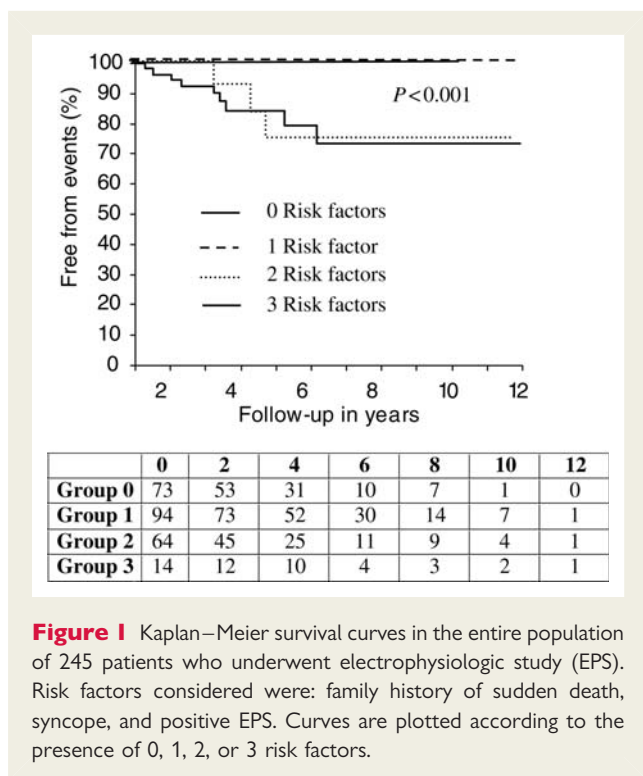 100
90
80
70
60
50
40
30
20
10
0
Free from events (%)
P<0.001
0 Risk factors
1 Risk factor
2 Risk factors
3 Risk factors
2 4 6 8 10 12
Follow-up in years
0 2 4 6 8 10 12
Group 0 73 53 31 10 7 1 0
Group 1 94 73 52 30 14 7 1
Group 2 64 45 25 11 9 4 1
Group 3 14 12 10 4 3 2 1
Figure 1 Kaplan–Meier survival curves in the entire population
of 245 patients who underwent electrophysiologic study (EPS).
Risk factors considered were: family history of sudden death,
syncope, and positive EPS. Curves are plotted according to the
presence of 0, 1, 2, or 3 risk factors.